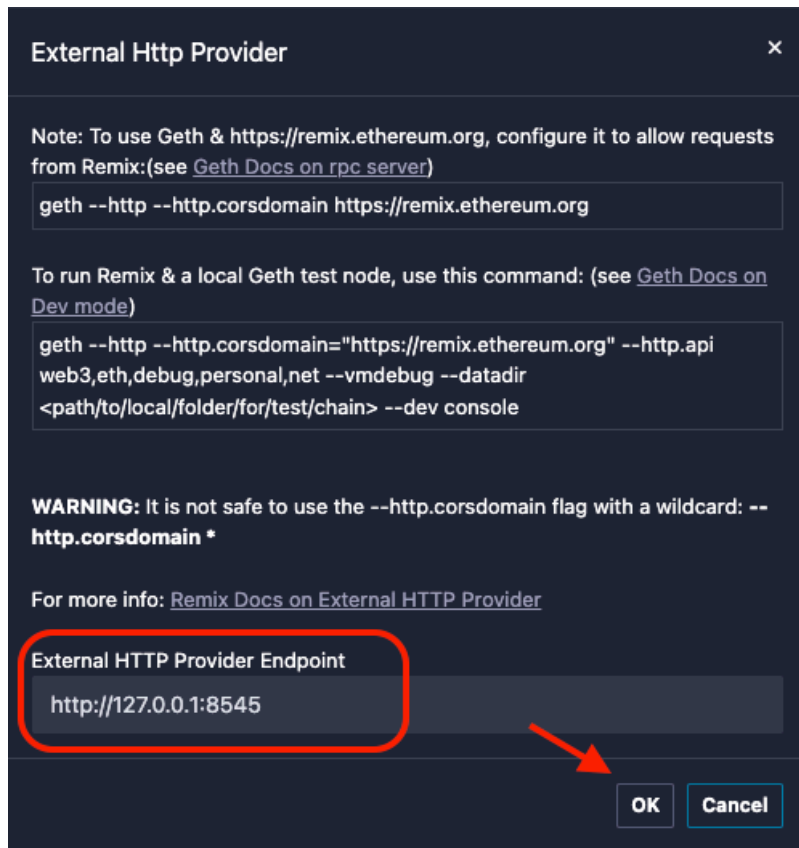 External Http Provider
×
Note: To use Geth & https://remix.ethereum.org, configure it to allow requests
from Remix:(see Geth Docs on rpc server)
geth --http --http.corsdomain https://remix.ethereum.org
To run Remix & a local Geth test node, use this command: (see Geth Docs on
Dev mode)
geth --http --http.corsdomain="https://remix.ethereum.org" --http.api
web3,eth,debug,personal,net --vmdebug --datadir
<path/to/local/folder/for/test/chain> --dev console
WARNING: It is not safe to use the --http.corsdomain flag with a wildcard: --
http.corsdomain *
For more info: Remix Docs on External HTTP Provider
External HTTP Provider Endpoint
http://127.0.0.1:8545
OK Cancel